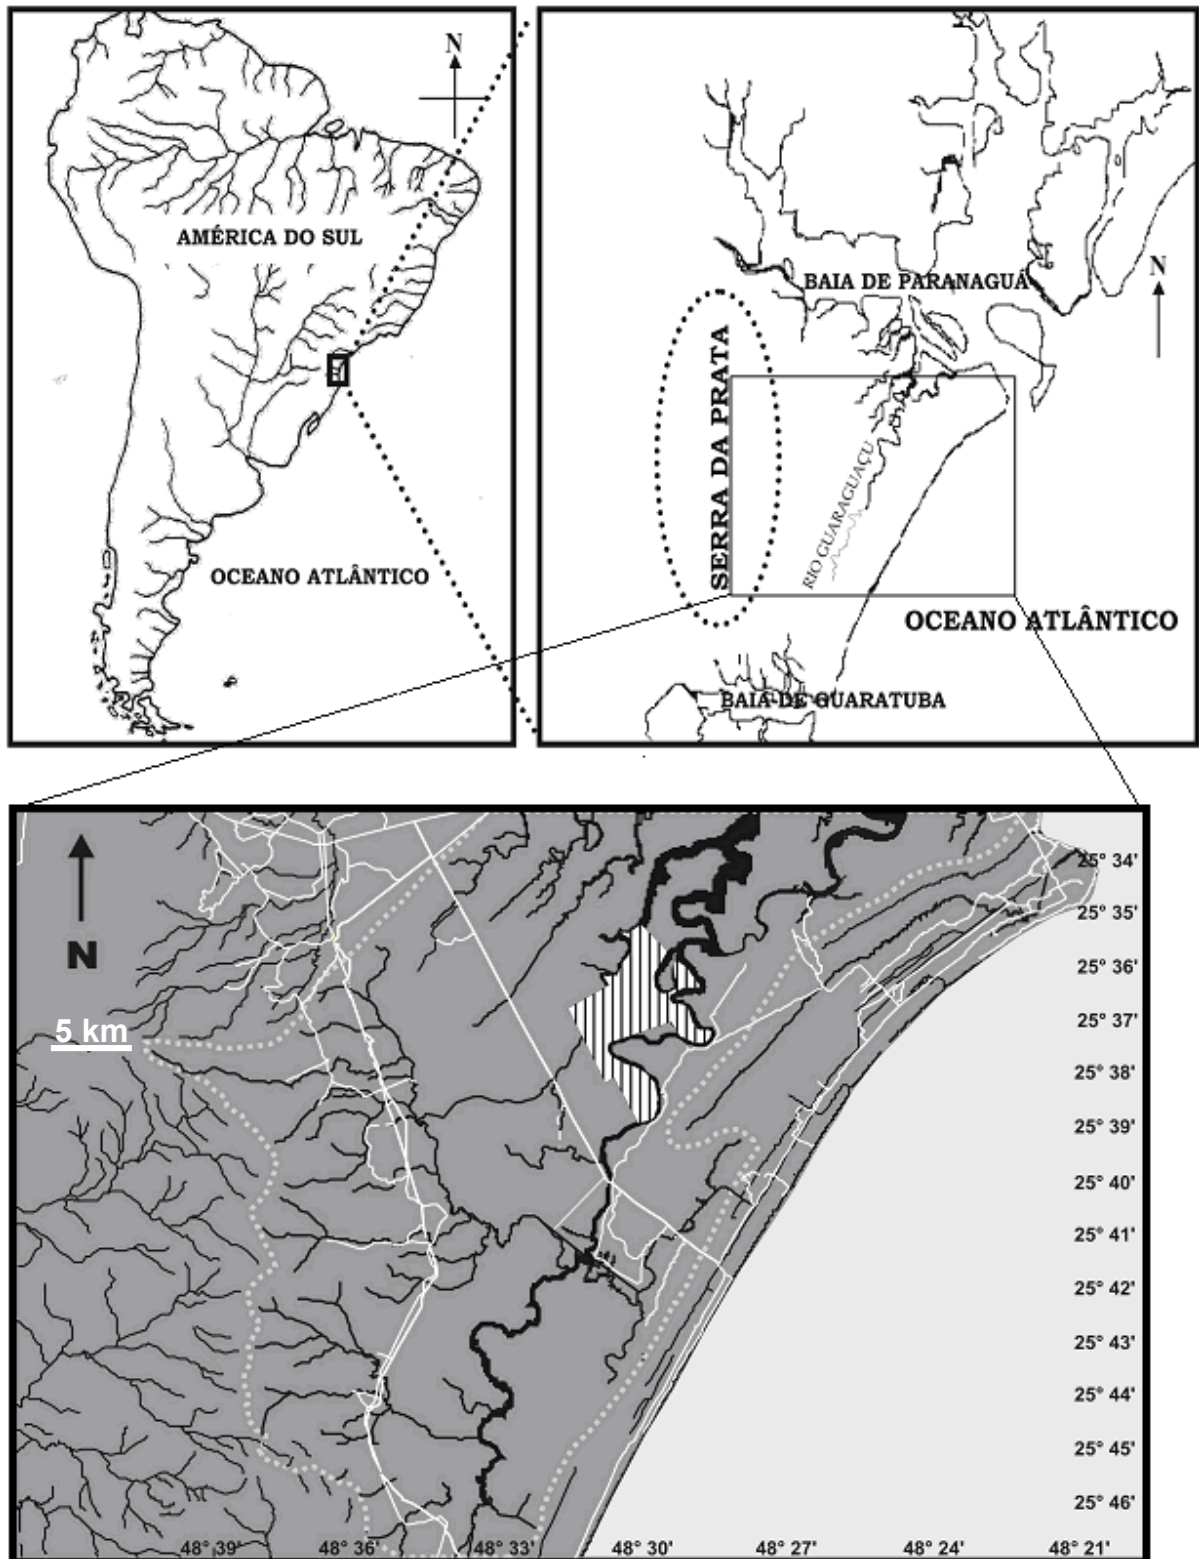 N
AMÉRICA DO SUL
OCEANO ATLÂNTICO
BAIA DE PARANAGUÁ
N
SERRA DA PRATA
RIO GUARAGUAÇU
OCEANO ATLÂNTICO
BAIA DE GUARATUBA
N
5 km
25° 34'
25° 35'
25° 36'
25° 37'
25° 38'
25° 39'
25° 40'
25° 41'
25° 42'
25° 43'
25° 44'
25° 45'
25° 46'
48° 39' 48° 36' 48° 33' 48° 30' 48° 27' 48° 24' 48° 21'